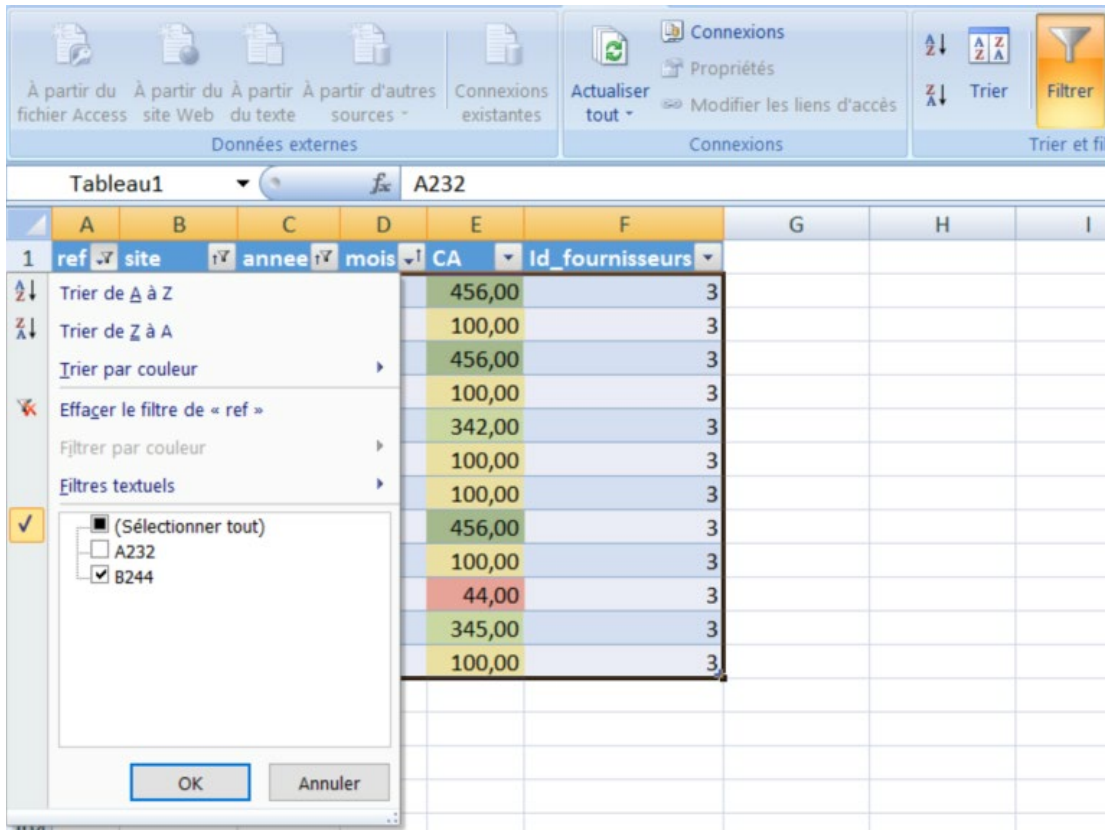 Connexions
Propriétés
Modifier les liens d'accès
À partir du fichier Access
À partir du site Web
À partir du texte
À partir d'autres sources
Connexions existantes
Actualiser tout
Trier
Filtrer
Données externes
Connexions
Trier et fi
Tableau1 fx A232
A B C D E F G H I
1 ref site annee mois CA Id_fournisseurs
Trier de A à Z
Trier de Z à A
Trier par couleur
Effacer le filtre de « ref »
Filtrer par couleur
Filtres textuels
(Sélectionner tout)
A232
B244
OK Annuler
456,00 3
100,00 3
456,00 3
100,00 3
342,00 3
100,00 3
100,00 3
456,00 3
100,00 3
44,00 3
345,00 3
100,00 3